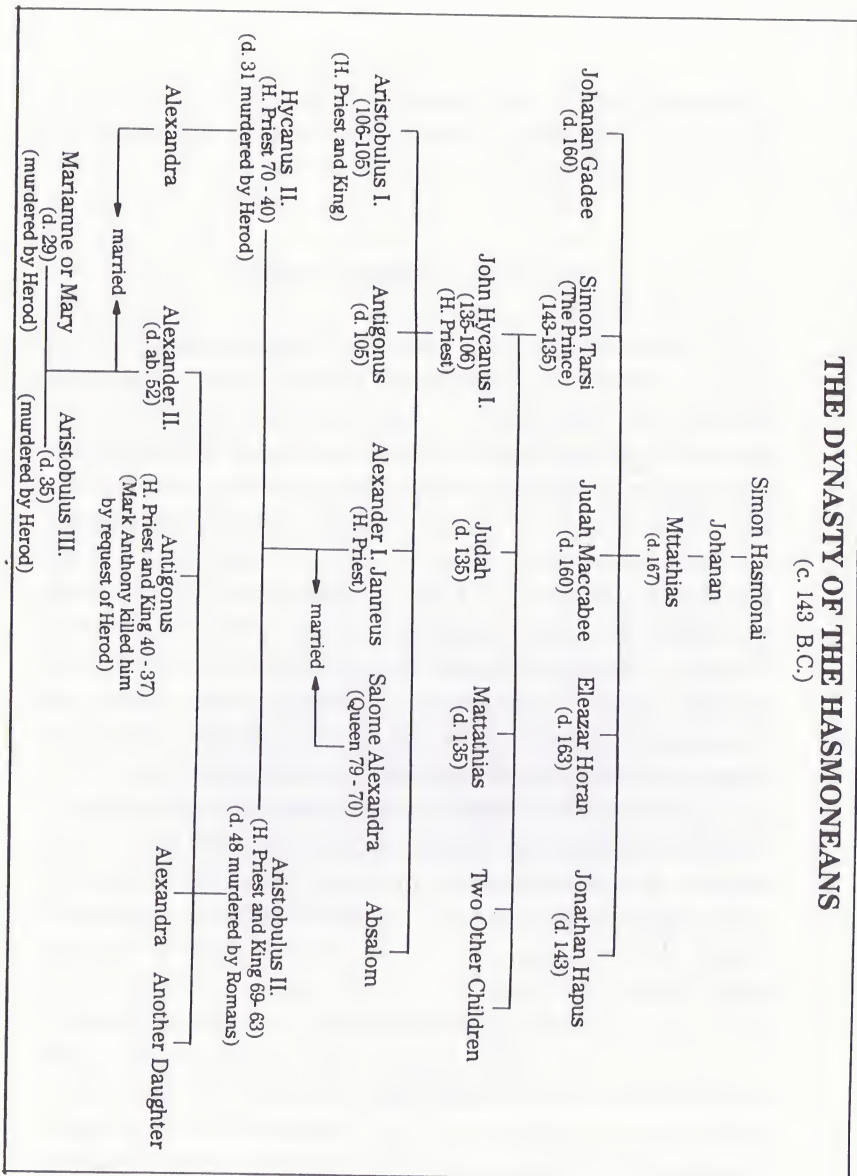 THE DYNASTY OF THE HASMONEANS
(c. 143 B.C.)
Simon Hasmonai
Johanan
Mttathias
(d. 167)
Johanan Gadee
(d. 160)
Simon Tarsi
(The Prince)
(143-135)
Judah Maccabee
(d. 160)
Eleazar Horan
(d. 163)
Jonathan Hapus
(d. 143)
John Hycanus I.
(135-106)
(H. Priest)
Judah
(d. 135)
Mattathias
(d. 135)
Two Other Children
Aristobulus I.
(106-105)
(H. Priest and King)
Antigonus
(d. 105)
Alexander I. Janneus
(H. Priest)
married
Salome Alexandra
(Queen 79 - 70)
Absalom
Hycanus II.
(H. Priest 70 - 40)
(d. 31 murdered by Herod)
Aristobulus II.
(H. Priest and King 69- 63)
(d. 48 murdered by Romans)
Alexandra
married
Alexander II.
(d. ab. 52)
Antigonus
(H. Priest and King 40 - 37)
(Mark Anthony killed him
by request of Herod)
Alexandra
Another Daughter
Mariamne or Mary
(d. 29)
(murdered by Herod)
Aristobulus III.
(d. 35)
(murdered by Herod)